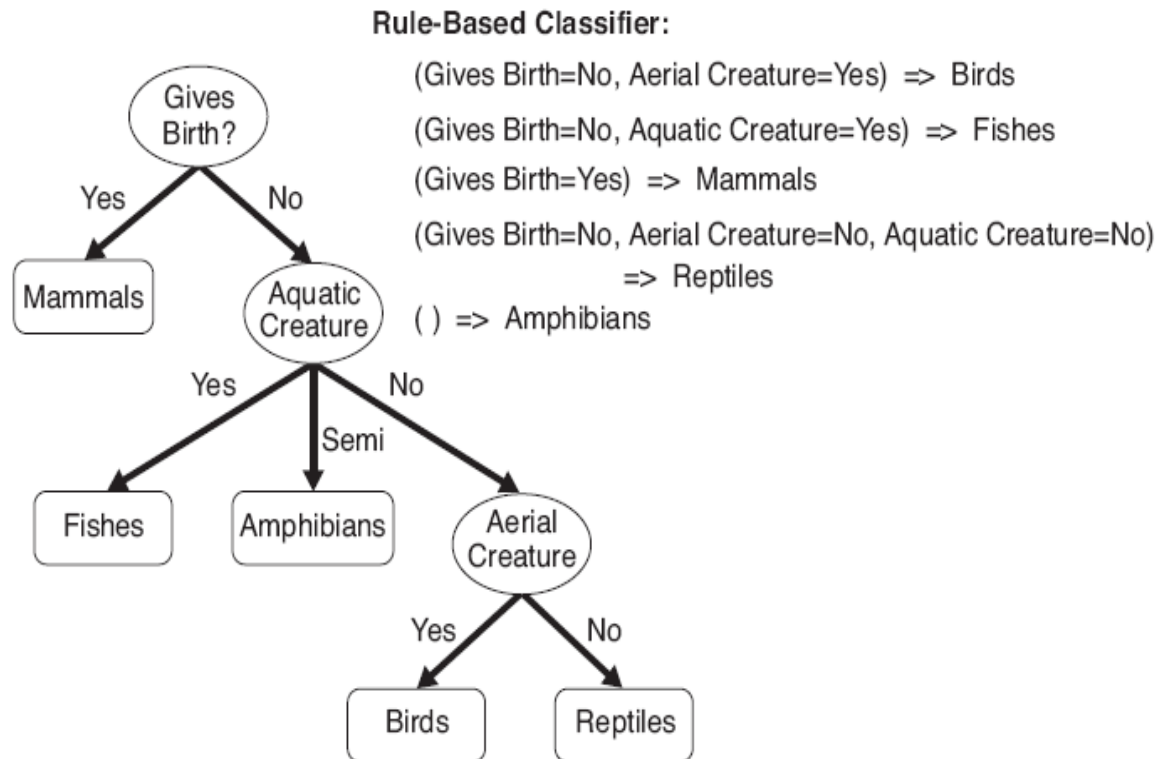 Rule-Based Classifier:
(Gives Birth=No, Aerial Creature=Yes) => Birds
(Gives Birth=No, Aquatic Creature=Yes) => Fishes
(Gives Birth=Yes) => Mammals
(Gives Birth=No, Aerial Creature=No, Aquatic Creature=No)
=> Reptiles
( ) => Amphibians
Gives
Birth?
Yes
No
Mammals
Aquatic
Creature
Yes
Semi
No
Fishes
Amphibians
Aerial
Creature
Yes
No
Birds
Reptiles